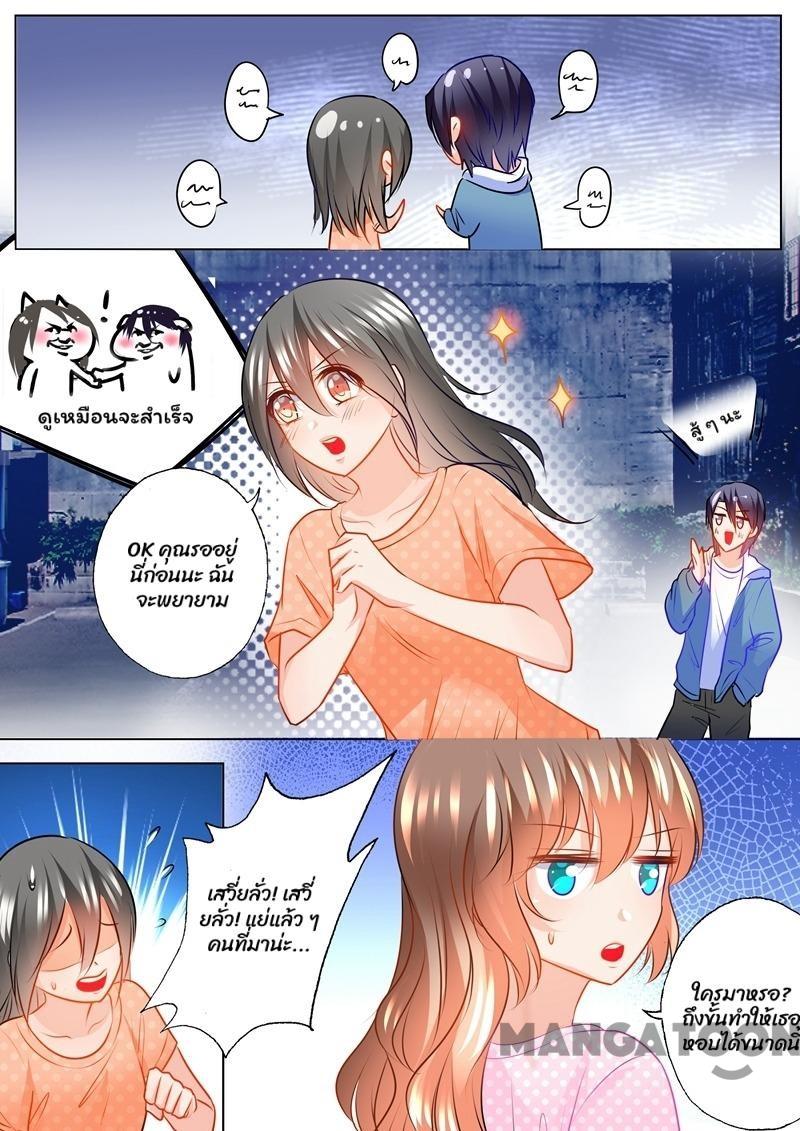 ดูเหมือนจะสำเร็จ
สู้ ๆ นะ
OK คุณรออยู่
นี่ก่อนนะ ฉัน
จะพยายาม
เสวี่ยลั่ว! เสวี่
ยลั่ว! แย่แล้ว ๆ
คนที่มาน่ะ...
ใครมาหรอ?
ถึงขั้นทำให้เธอ
หอบได้ขนาดนี้
MANGATOON